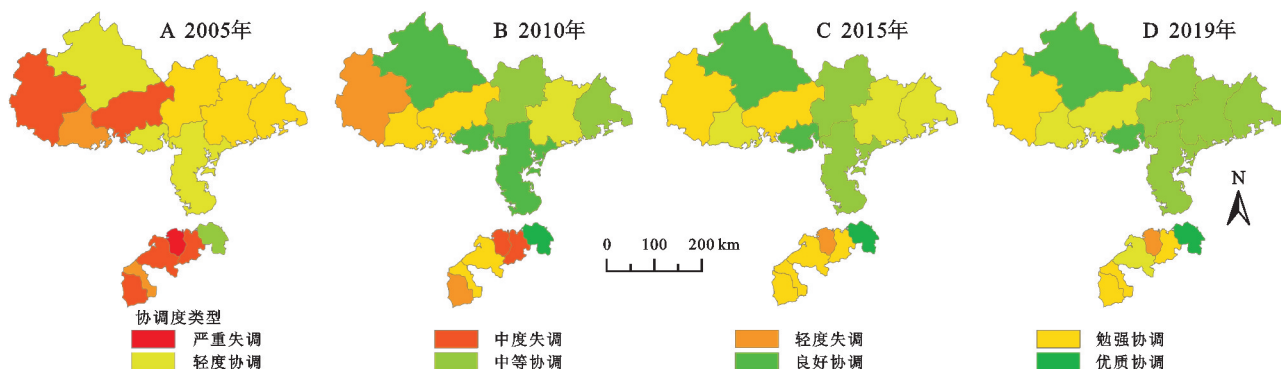 A 2005年
B 2010年
C 2015年
D 2019年
N
0 100 200 km
协调度类型
严重失调
中度失调
轻度失调
勉强协调
轻度协调
中等协调
良好协调
优质协调